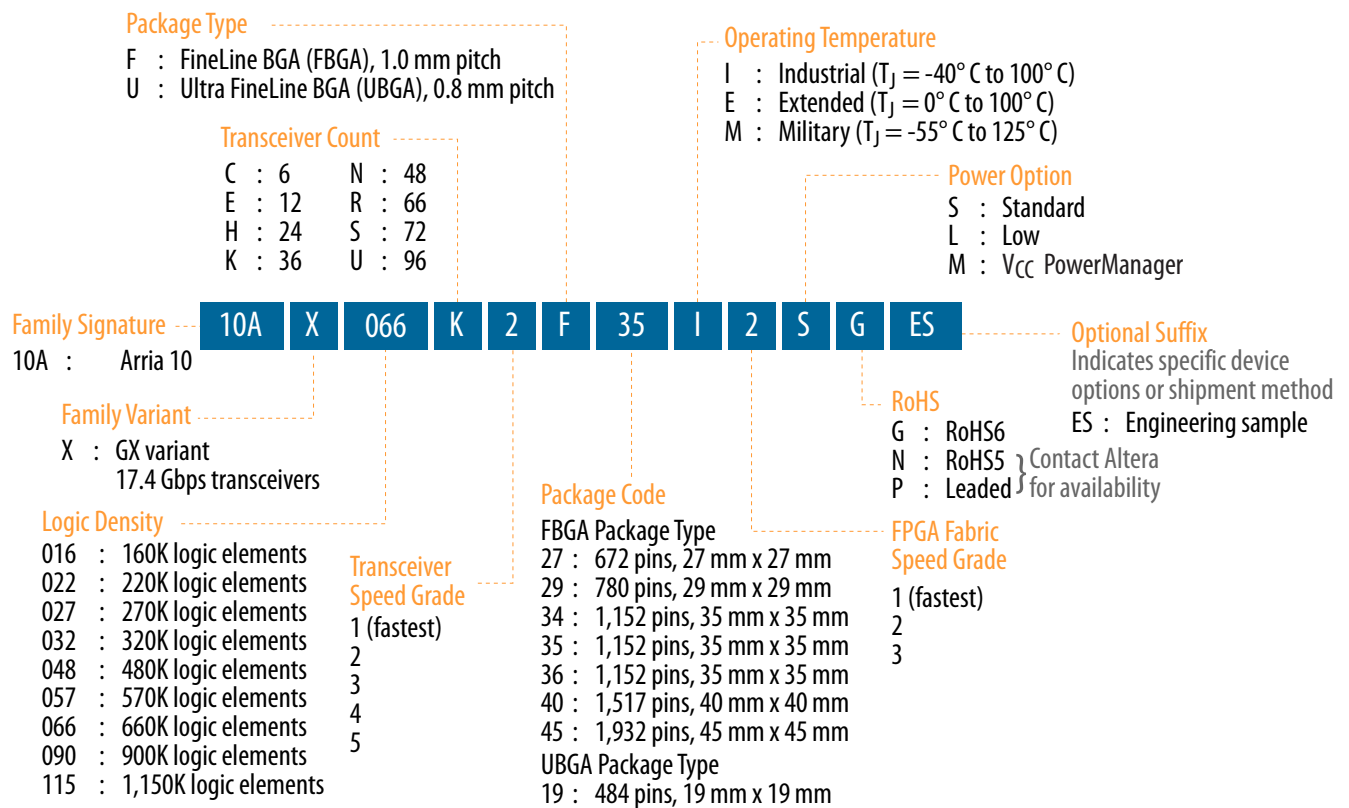 Package Type
F : FineLine BGA (FBGA), 1.0 mm pitch
U : Ultra FineLine BGA (UBGA), 0.8 mm pitch
Operating Temperature
I : Industrial (TJ = -40° C to 100° C)
E : Extended (TJ = 0° C to 100° C)
M : Military (TJ = -55° C to 125° C)
Transceiver Count
C : 6 N : 48
E : 12 R : 66
H : 24 S : 72
K : 36 U : 96
Power Option
S : Standard
L : Low
M : VCC PowerManager
Family Signature
10A : Arria 10
10A X 066 K 2 F 35 I 2 S G ES
Optional Suffix
Indicates specific device
options or shipment method
ES : Engineering sample
Family Variant
X : GX variant
17.4 Gbps transceivers
RoHS
G : RoHS6
N : RoHS5
P : Leaded
Contact Altera
for availability
Logic Density
016 : 160K logic elements
022 : 220K logic elements
027 : 270K logic elements
032 : 320K logic elements
048 : 480K logic elements
057 : 570K logic elements
066 : 660K logic elements
090 : 900K logic elements
115 : 1,150K logic elements
Transceiver
Speed Grade
1 (fastest)
2
3
4
5
Package Code
FBGA Package Type
27 : 672 pins, 27 mm x 27 mm
29 : 780 pins, 29 mm x 29 mm
34 : 1,152 pins, 35 mm x 35 mm
35 : 1,152 pins, 35 mm x 35 mm
36 : 1,152 pins, 35 mm x 35 mm
40 : 1,517 pins, 40 mm x 40 mm
45 : 1,932 pins, 45 mm x 45 mm
UBGA Package Type
19 : 484 pins, 19 mm x 19 mm
FPGA Fabric
Speed Grade
1 (fastest)
2
3